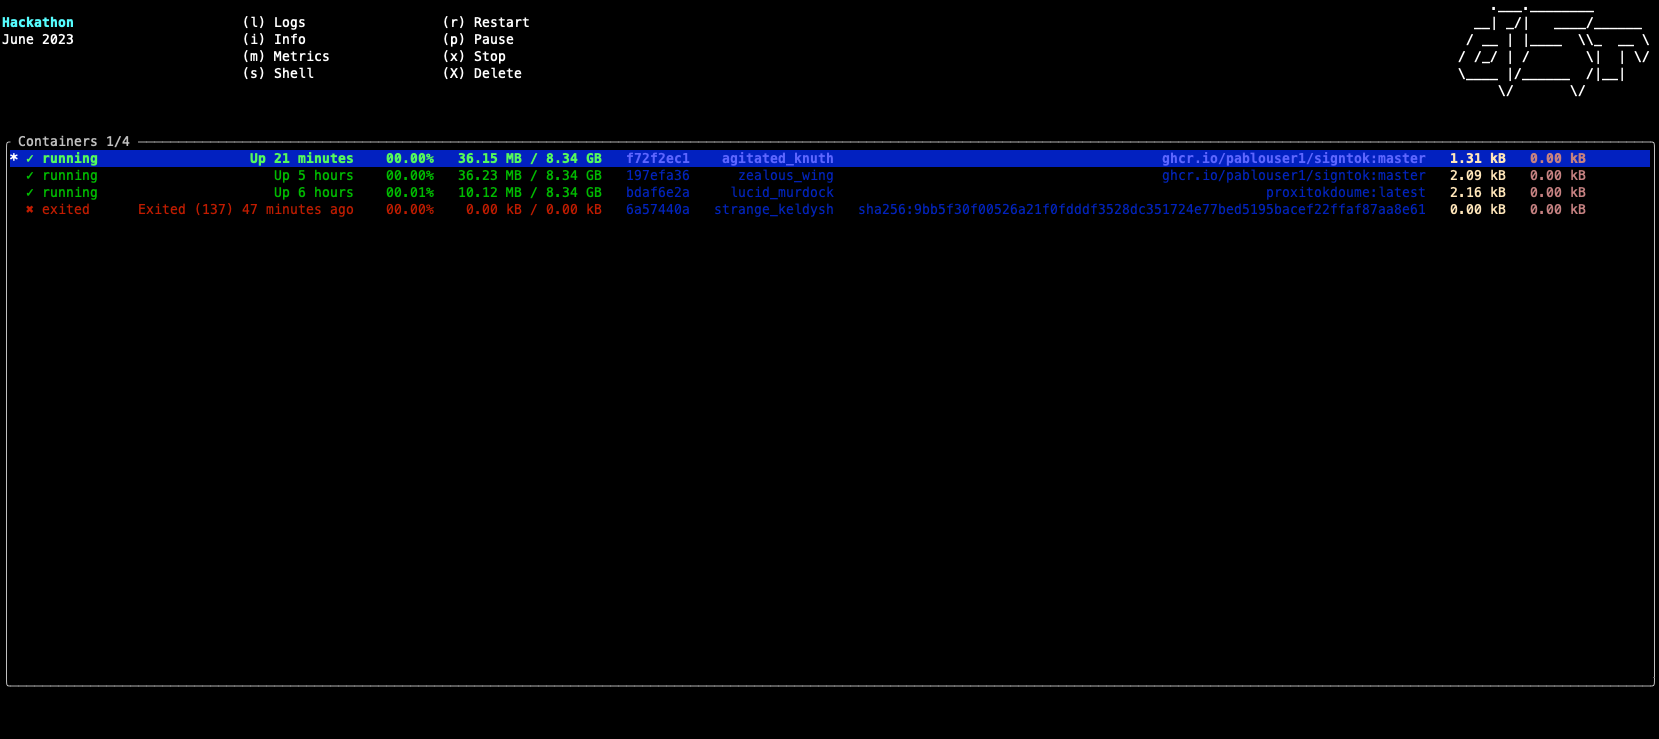 Hackathon (l) Logs (r) Restart
June 2023 (i) Info (p) Pause
(m) Metrics (x) Stop
(s) Shell (X) Delete
Containers 1/4
* ✓ running Up 21 minutes 00.00% 36.15 MB / 8.34 GB f72f2ec1 agitated_knuth ghcr.io/pablouser1/signtok:master 1.31 kB 0.00 kB
✓ running Up 5 hours 00.00% 36.23 MB / 8.34 GB 197efa36 zealous_wing ghcr.io/pablouser1/signtok:master 2.09 kB 0.00 kB
✓ running Up 6 hours 00.01% 10.12 MB / 8.34 GB bdaf6e2a lucid_murdock proxitokdoume:latest 2.16 kB 0.00 kB
✖ exited Exited (137) 47 minutes ago 00.00% 0.00 kB / 0.00 kB 6a57440a strange_keldysh sha256:9bb5f30f00526a21f0fdddf3528dc351724e77bed5195bacef22ffaf87aa8e61 0.00 kB 0.00 kB